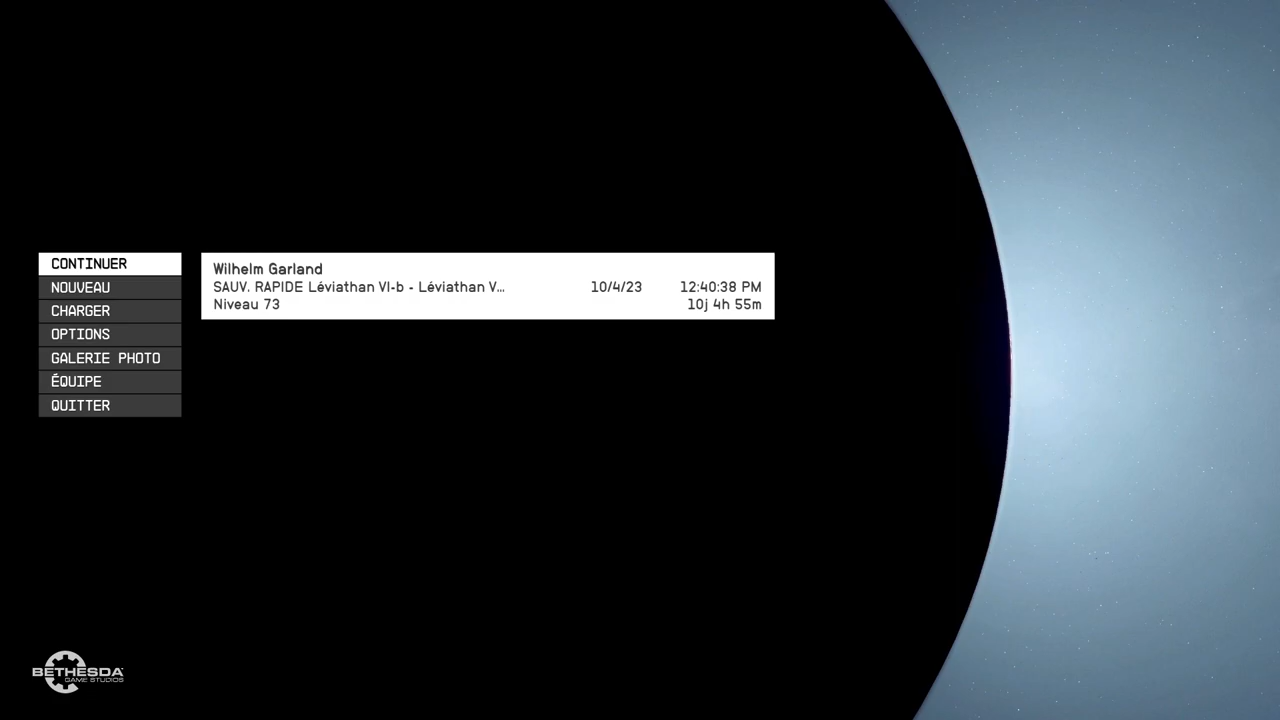 CONTINUER
NOUVEAU
CHARGER
OPTIONS
GALERIE PHOTO
ÉQUIPE
QUITTER
Wilhelm Garland
SAUV. RAPIDE Léviathan VI-b - Léviathan V... 10/4/23 12:40:38 PM
Niveau 73 10j 4h 55m
BETHESDA
GAME STUDIOS